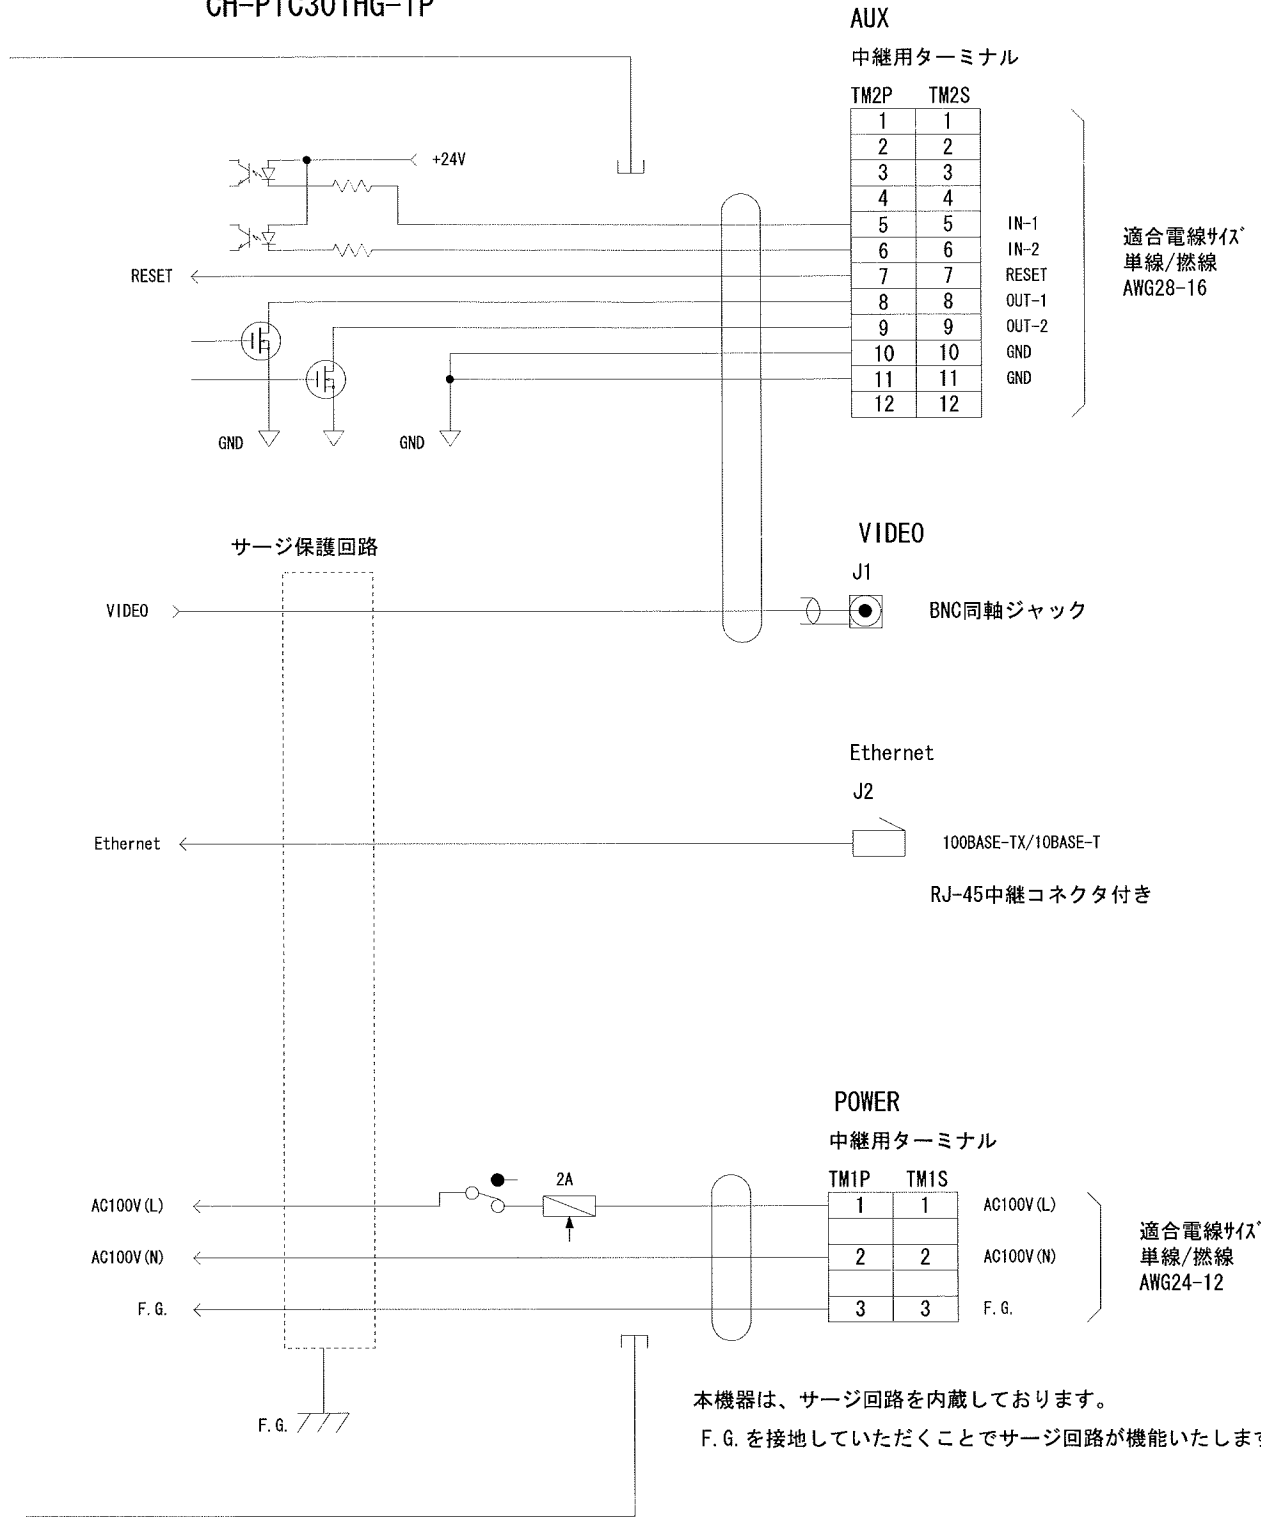 CH-PTC301HG-TP
AUX
中継用ターミナル
TM2P TM2S
1 1
2 2
3 3
4 4
+24V
5 5 IN-1
6 6 IN-2
RESET
7 7 RESET
8 8 OUT-1
9 9 OUT-2
10 10 GND
11 11 GND
12 12
適合電線ｻｲｽﾞ
単線/撚線
AWG28-16
GND
GND
サージ保護回路
VIDEO
J1
VIDEO
BNC同軸ジャック
Ethernet
J2
Ethernet
100BASE-TX/10BASE-T
RJ-45中継コネクタ付き
POWER
中継用ターミナル
TM1P TM1S
2A
AC100V(L)
1 1 AC100V(L)
AC100V(N)
2 2 AC100V(N)
F.G.
3 3 F.G.
適合電線ｻｲｽﾞ
単線/撚線
AWG24-12
F.G.
本機器は、サージ回路を内蔵しております。
F.G.を接地していただくことでサージ回路が機能いたします